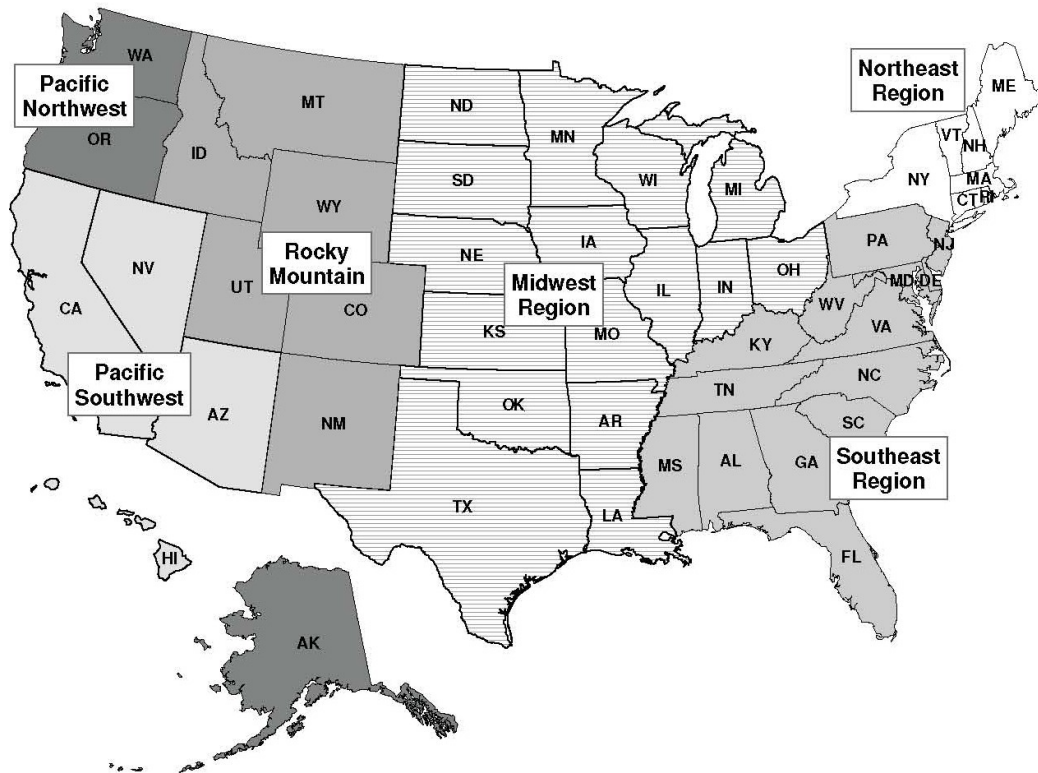 WA
Pacific
Northwest
OR
MT
ID
WY
ND
SD
NE
MN
WI
MI
IA
Northeast
Region
ME
VT
NH
NY
MA
CT
RI
PA
NJ
OH
MD
DE
WV
VA
Rocky
Mountain
NV
UT
CO
CA
Midwest
Region
IL
IN
KS
MO
KY
NC
TN
Pacific
Southwest
AZ
NM
OK
AR
SC
MS
AL
GA
Southeast
Region
TX
LA
FL
HI
AK